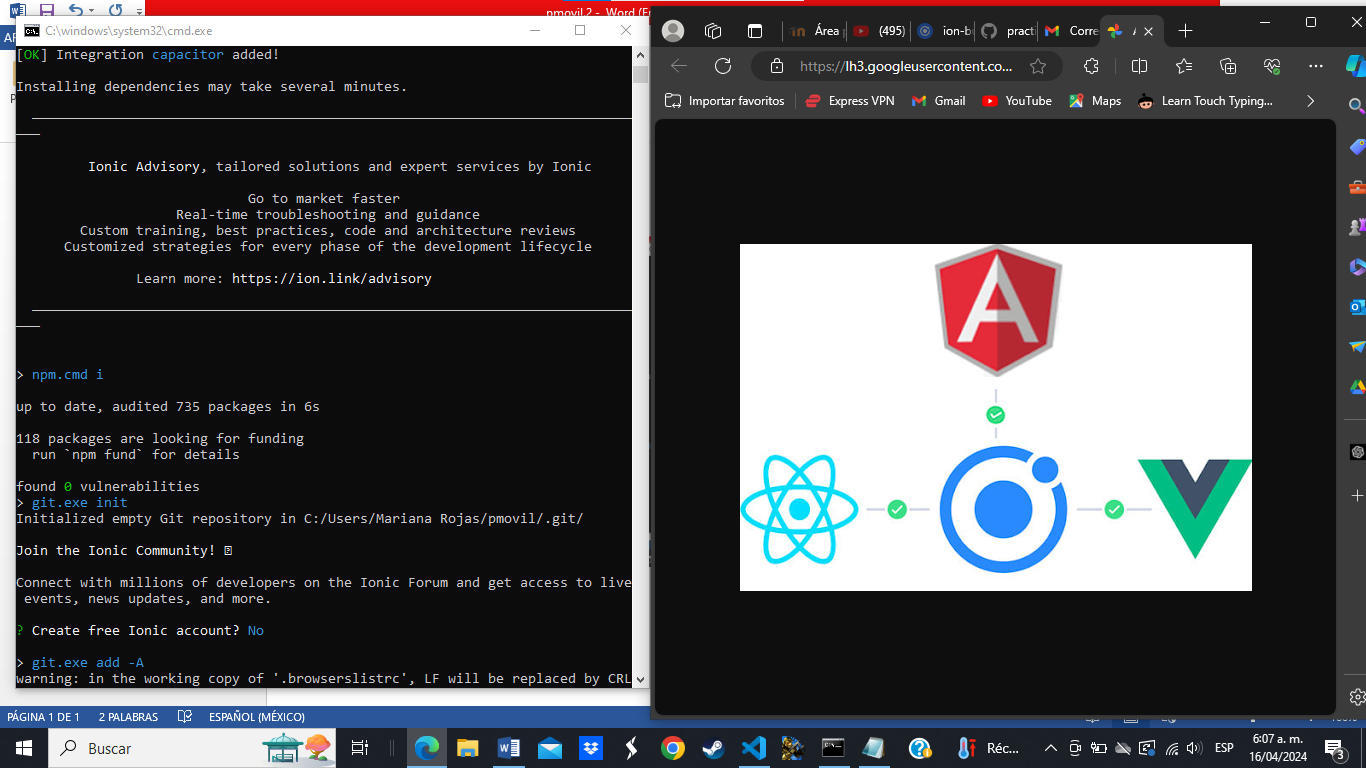 pmovil.2 - Word (E
C:\windows\system32\cmd.exe
[OK] Integration capacitor added!
Installing dependencies may take several minutes.
Ionic Advisory, tailored solutions and expert services by Ionic
Go to market faster
Real-time troubleshooting and guidance
Custom training, best practices, code and architecture reviews
Customized strategies for every phase of the development lifecycle
Learn more: https://ion.link/advisory
> npm.cmd i
up to date, audited 735 packages in 6s
118 packages are looking for funding
run `npm fund` for details
found 0 vulnerabilities
> git.exe init
Initialized empty Git repository in C:/Users/Mariana Rojas/pmovil/.git/
Join the Ionic Community!
Connect with millions of developers on the Ionic Forum and get access to live
events, news updates, and more.
? Create free Ionic account? No
> git.exe add -A
warning: in the working copy of '.browserslistrc', LF will be replaced by CRL
Área
(495)
ion-b
practi
Corre
A
https://lh3.googleusercontent.co...
Importar favoritos
Express VPN
Gmail
YouTube
Maps
Learn Touch Typing...
PÁGINA 1 DE 1
2 PALABRAS
ESPAÑOL (MÉXICO)
Buscar
Réc...
ESP
6:07 a. m.
16/04/2024
3